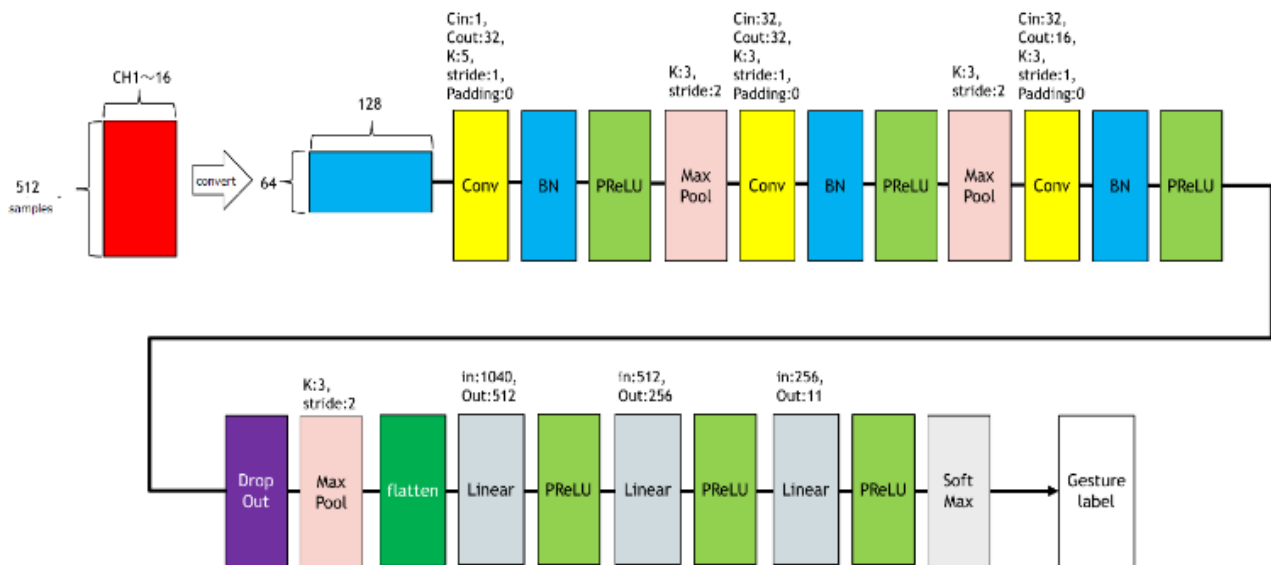 CH1～16
512
samples
convert
128
64
Cin:1,
Cout:32,
K:5,
stride:1,
Padding:0
Conv
BN
PReLU
K:3,
stride:2
Max
Pool
Cin:32,
Cout:32,
K:3,
stride:1,
Padding:0
Conv
BN
PReLU
K:3,
stride:2
Max
Pool
Cin:32,
Cout:16,
K:3,
stride:1,
Padding:0
Conv
BN
PReLU
Drop
Out
K:3,
stride:2
Max
Pool
flatten
in:1040,
Out:512
Linear
PReLU
in:512,
Out:256
Linear
PReLU
in:256,
Out:11
Linear
PReLU
Soft
Max
Gesture
label